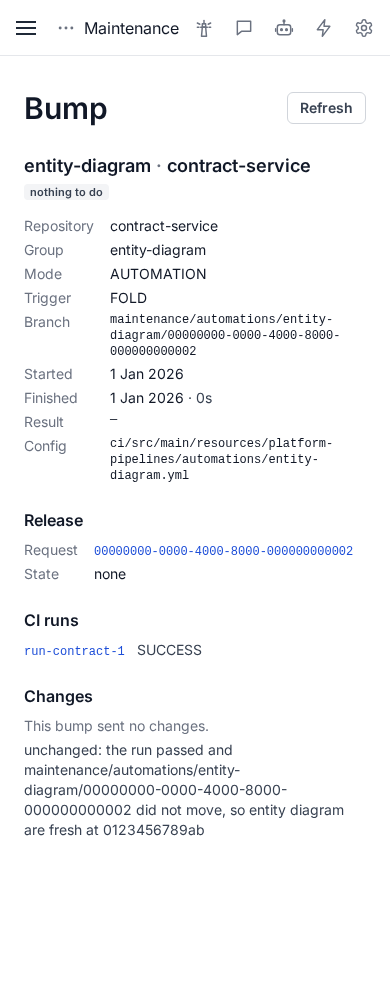 Maintenance
Bump
Refresh
entity-diagram · contract-service
nothing to do
Repository contract-service
Group entity-diagram
Mode AUTOMATION
Trigger FOLD
Branch maintenance/automations/entity-
diagram/00000000-0000-4000-8000-
000000000002
Started 1 Jan 2026
Finished 1 Jan 2026 · 0s
Result —
Config ci/src/main/resources/platform-
pipelines/automations/entity-
diagram.yml
Release
Request 00000000-0000-4000-8000-000000000002
State none
CI runs
run-contract-1 SUCCESS
Changes
This bump sent no changes.
unchanged: the run passed and
maintenance/automations/entity-
diagram/00000000-0000-4000-8000-
000000000002 did not move, so entity diagram
are fresh at 0123456789ab